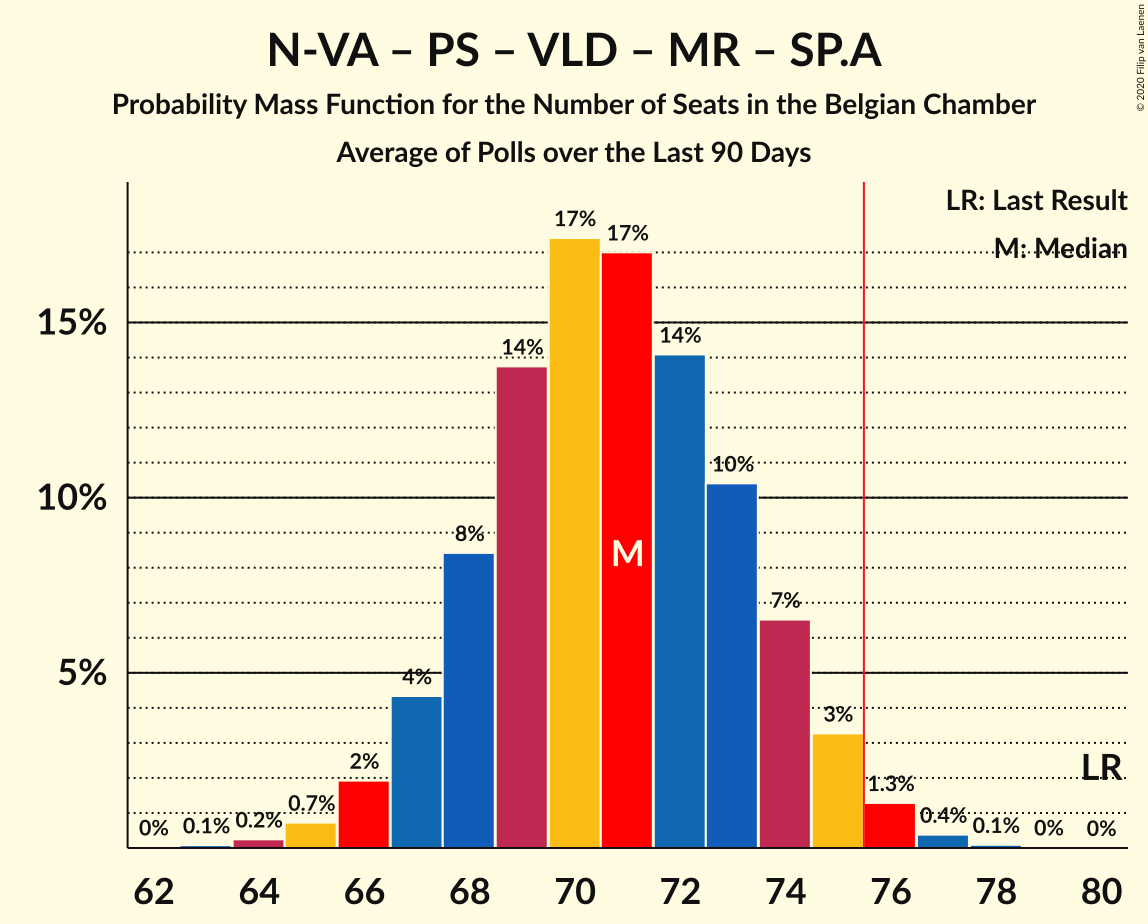 N-VA – PS – VLD – MR – SP.A
Probability Mass Function for the Number of Seats in the Belgian Chamber
Average of Polls over the Last 90 Days
© 2020 Filip van Laenen
LR: Last Result
M: Median
15%
10%
5%
0%
0.1%
0.2%
0.7%
2%
4%
8%
14%
17%
17%
14%
10%
7%
3%
1.3%
0.4%
0.1%
0%
0%
M
LR
62 64 66 68 70 72 74 76 78 80